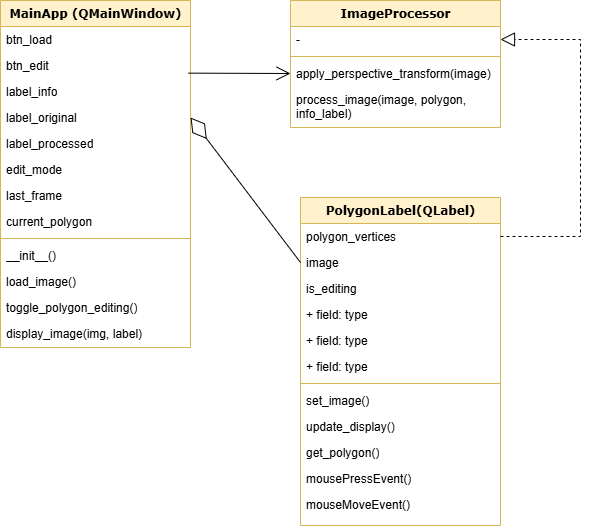 MainApp (QMainWindow)
btn_load
btn_edit
label_info
label_original
label_processed
edit_mode
last_frame
current_polygon
__init__()
load_image()
toggle_polygon_editing()
display_image(img, label)
ImageProcessor
-
apply_perspective_transform(image)
process_image(image, polygon,
info_label)
PolygonLabel(QLabel)
polygon_vertices
image
is_editing
+ field: type
+ field: type
+ field: type
set_image()
update_display()
get_polygon()
mousePressEvent()
mouseMoveEvent()